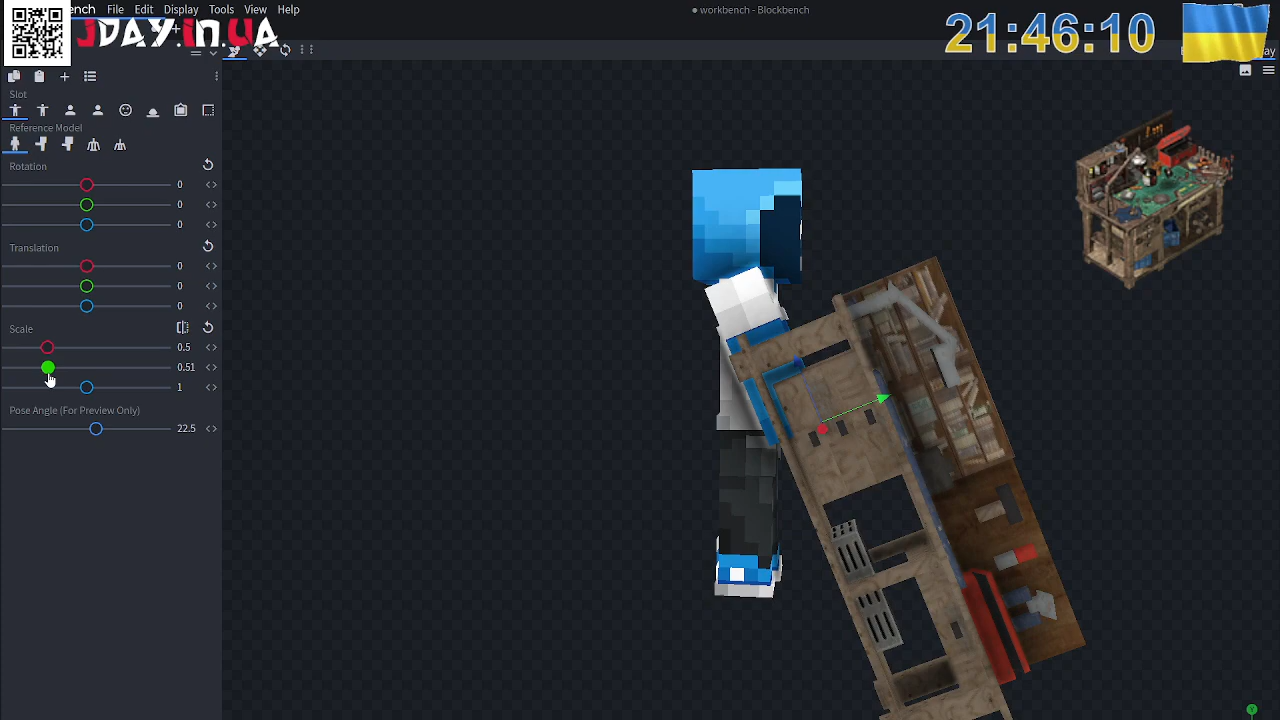 bench File Edit Display Tools View Help
● workbench - Blockbench
JDAY.in.UA
21:46:10
Slot
Reference Model
Rotation
0
0
0
Translation
0
0
0
Scale
0.5
0.51
1
Pose Angle (For Preview Only)
22.5
Y